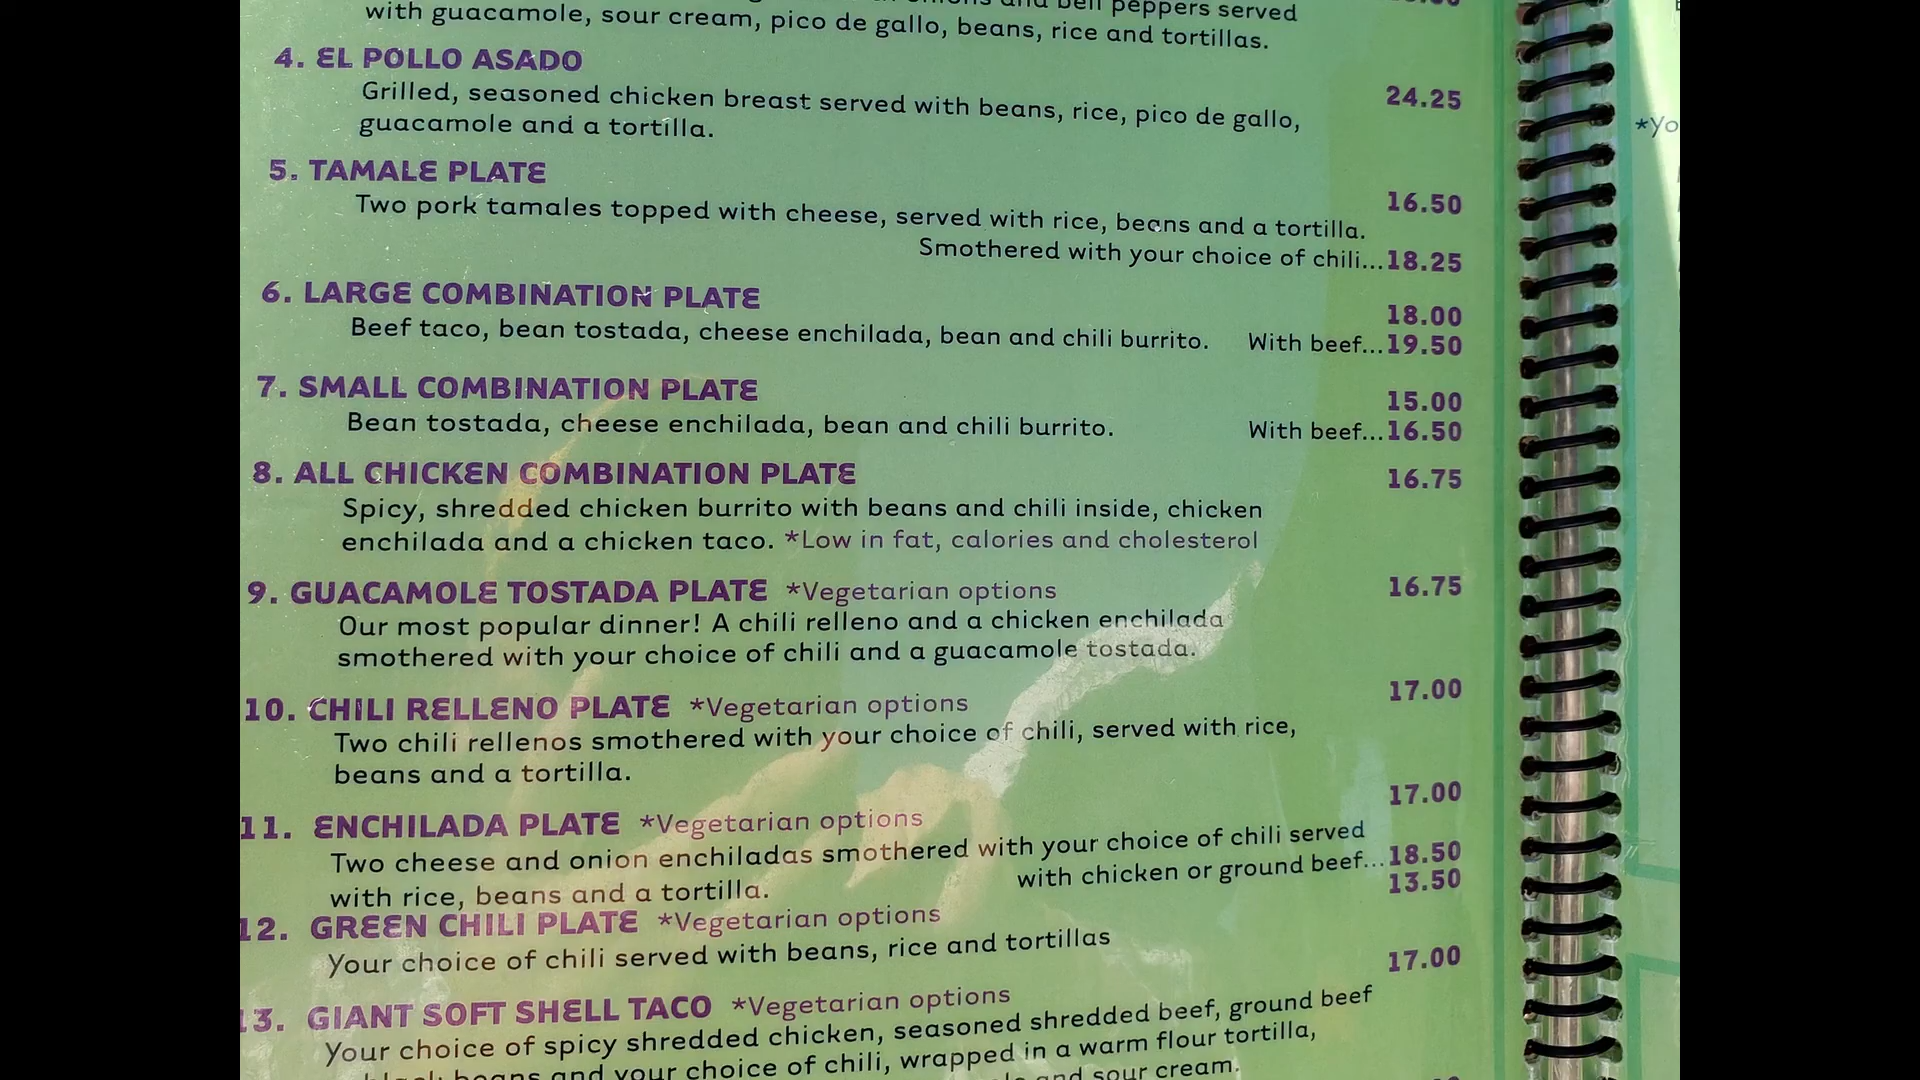 and bell peppers served
with guacamole, sour cream, pico de gallo, beans, rice and tortillas.
4. EL POLLO ASADO
24.25
Grilled, seasoned chicken breast served with beans, rice, pico de gallo,
guacamole and a tortilla.
5. TAMALE PLATE
16.50
Two pork tamales topped with cheese, served with rice, beans and a tortilla.
Smothered with your choice of chili...18.25
6. LARGE COMBINATION PLATE
18.00
Beef taco, bean tostada, cheese enchilada, bean and chili burrito. With beef...19.50
7. SMALL COMBINATION PLATE
15.00
Bean tostada, cheese enchilada, bean and chili burrito. With beef...16.50
8. ALL CHICKEN COMBINATION PLATE 16.75
Spicy, shredded chicken burrito with beans and chili inside, chicken
enchilada and a chicken taco. *Low in fat, calories and cholesterol
9. GUACAMOLE TOSTADA PLATE *Vegetarian options 16.75
Our most popular dinner! A chili relleno and a chicken enchilada
smothered with your choice of chili and a guacamole tostada.
10. CHILI RELLENO PLATE *Vegetarian options 17.00
Two chili rellenos smothered with your choice of chili, served with rice,
beans and a tortilla.
11. ENCHILADA PLATE *Vegetarian options 17.00
Two cheese and onion enchiladas smothered with your choice of chili served
with rice, beans and a tortilla. with chicken or ground beef...18.50
12. GREEN CHILI PLATE *Vegetarian options 13.50
Your choice of chili served with beans, rice and tortillas
13. GIANT SOFT SHELL TACO *Vegetarian options 17.00
Your choice of spicy shredded chicken, seasoned shredded beef, ground beef
black beans and your choice of chili, wrapped in a warm flour tortilla,
and sour cream.
*Yo